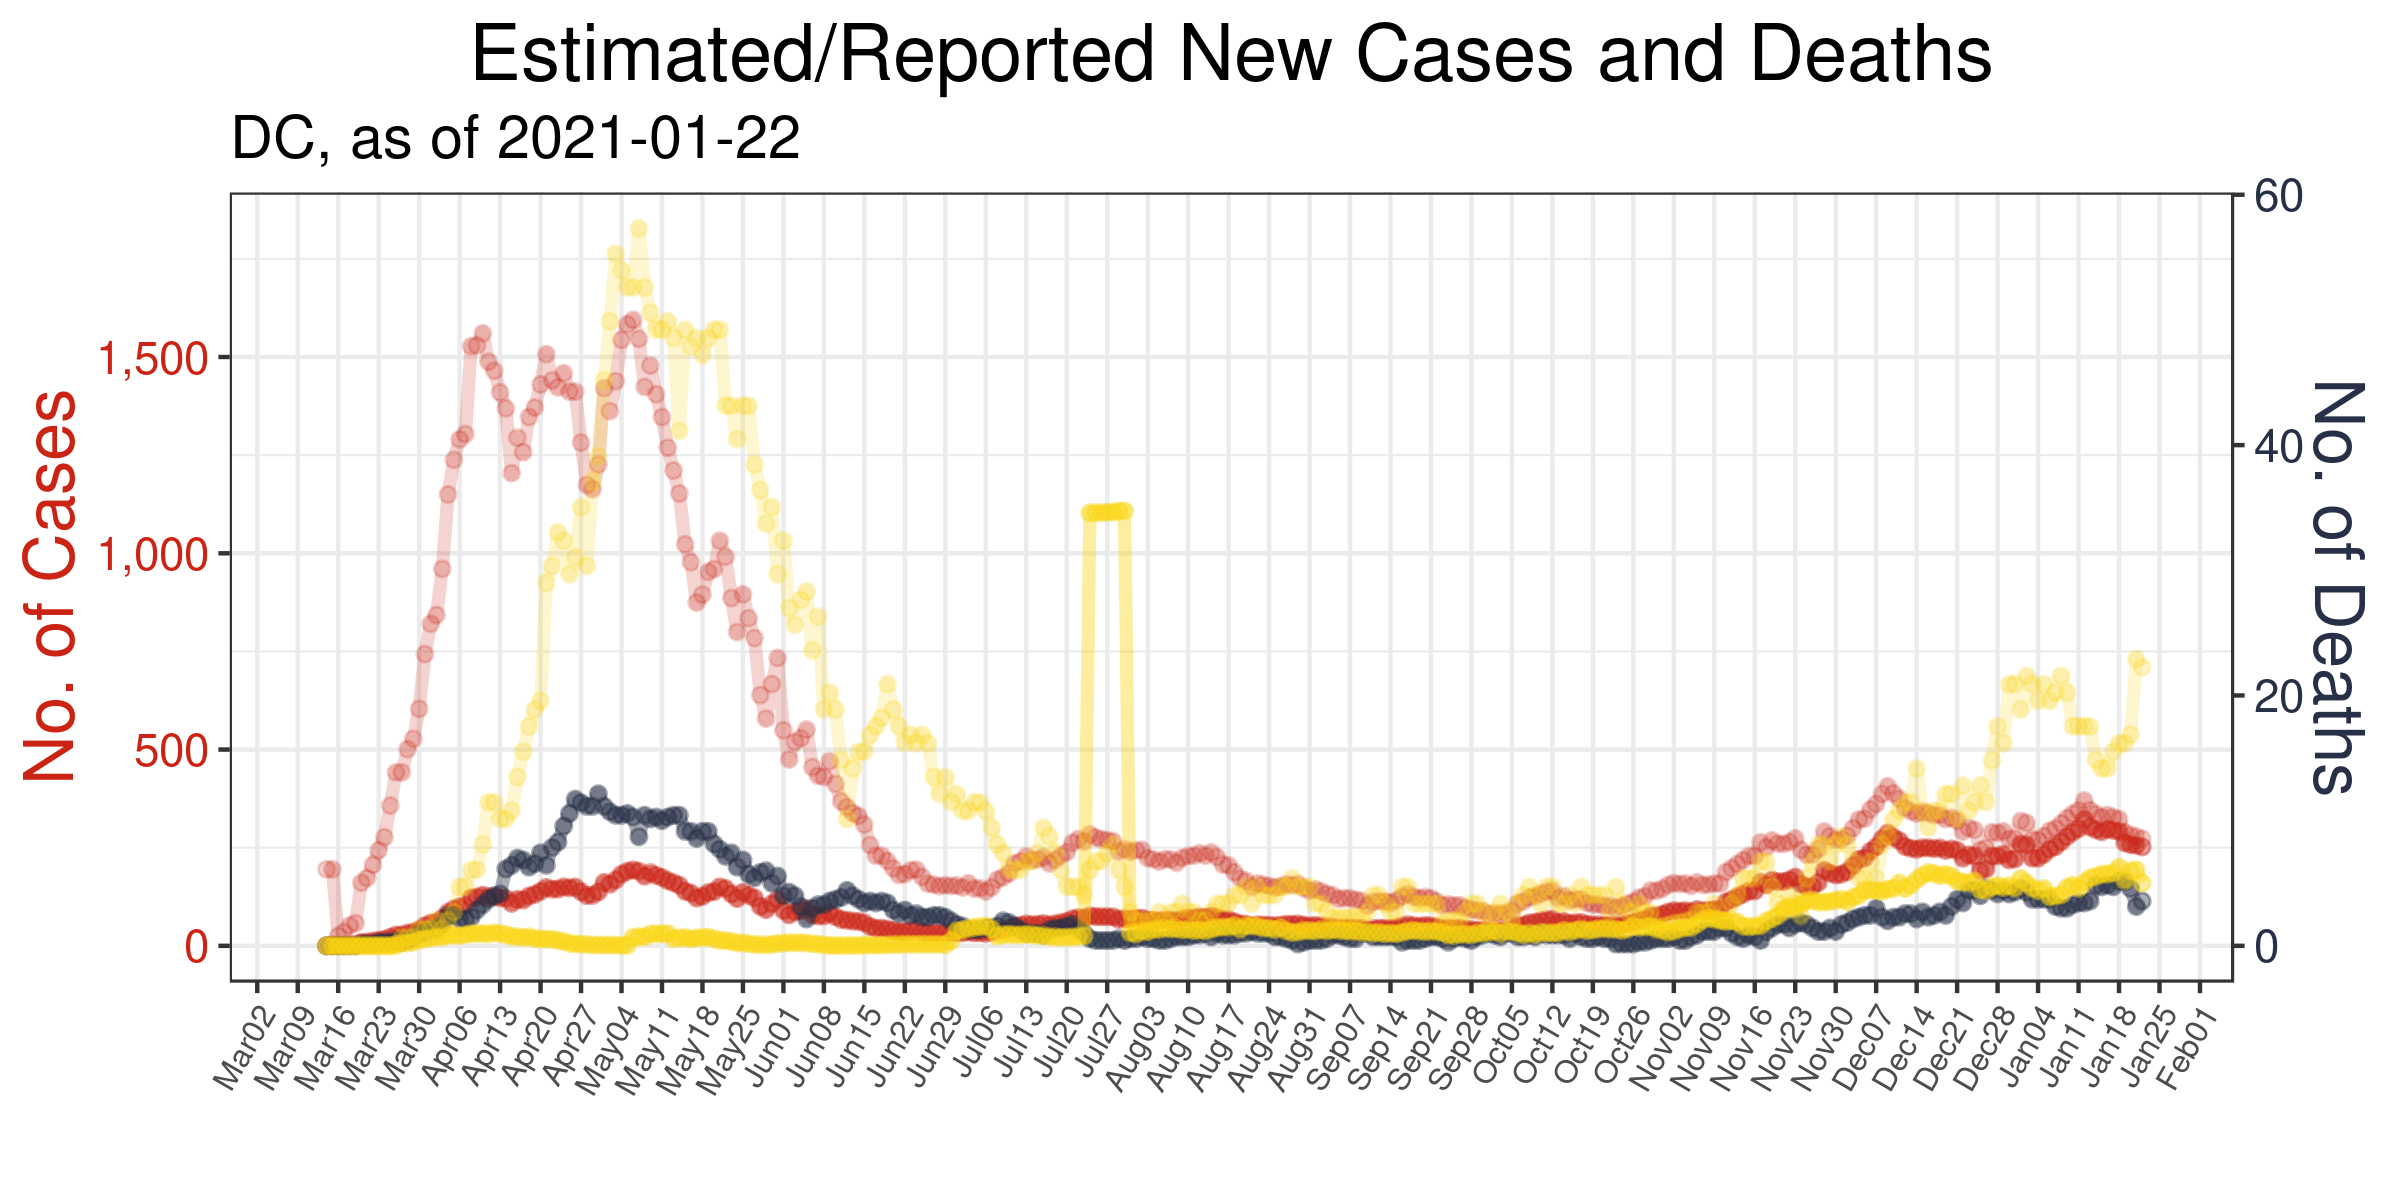 Estimated/Reported New Cases and Deaths
DC, as of 2021-01-22
No. of Cases
1,500
1,000
500
0
60
40
20
0
No. of Deaths
Mar02
Mar09
Mar16
Mar23
Mar30
Apr06
Apr13
Apr20
Apr27
May04
May11
May18
May25
Jun01
Jun08
Jun15
Jun22
Jun29
Jul06
Jul13
Jul20
Jul27
Aug03
Aug10
Aug17
Aug24
Aug31
Sep07
Sep14
Sep21
Sep28
Oct05
Oct12
Oct19
Oct26
Nov02
Nov09
Nov16
Nov23
Nov30
Dec07
Dec14
Dec21
Dec28
Jan04
Jan11
Jan18
Jan25
Feb01